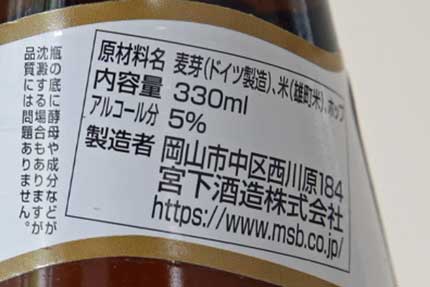 原材料名 麦芽(ドイツ製造)、米(雄町米)、ホップ
内容量 330ml
アルコール分 5%
製造者 岡山市中区西川原184
宮下酒造株式会社
https://www.msb.co.jp/
瓶の底に酵母や成分などが
沈澱する場合もありますが
品質には問題ありません。